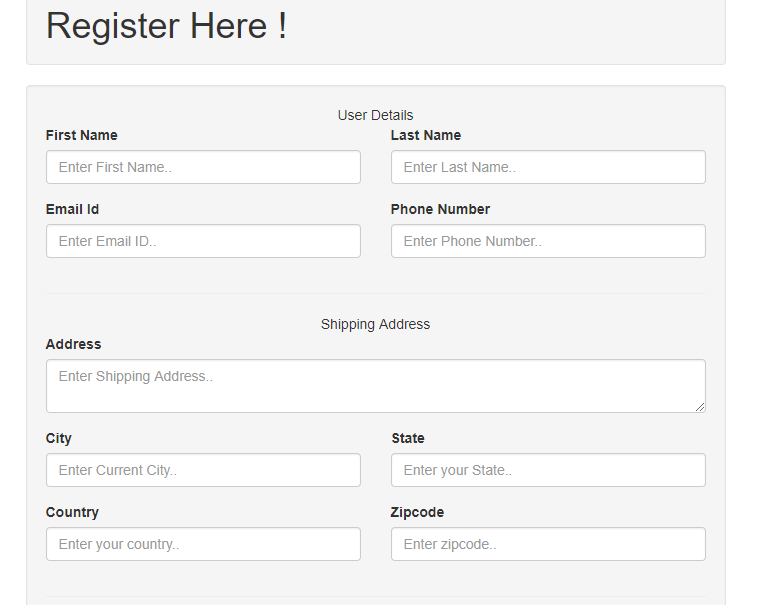 Register Here !
User Details
First Name Last Name
Enter First Name.. Enter Last Name..
Email Id Phone Number
Enter Email ID.. Enter Phone Number..
Shipping Address
Address
Enter Shipping Address..
City State
Enter Current City.. Enter your State..
Country Zipcode
Enter your country.. Enter zipcode..